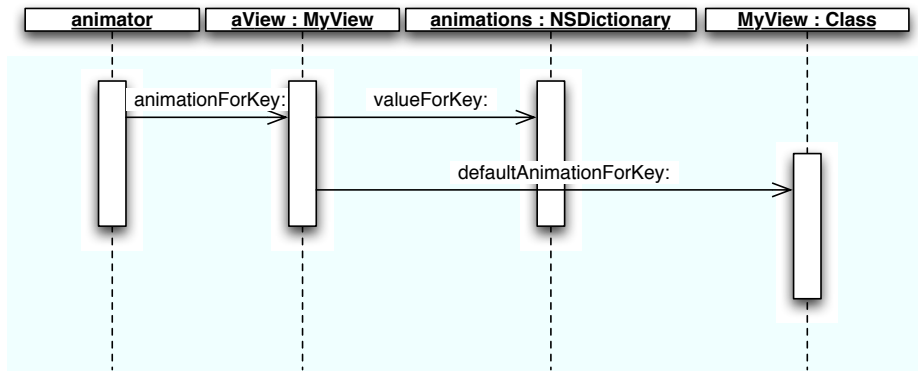 animator
aView : MyView
animations : NSDictionary
MyView : Class
animationForKey:
valueForKey:
defaultAnimationForKey: